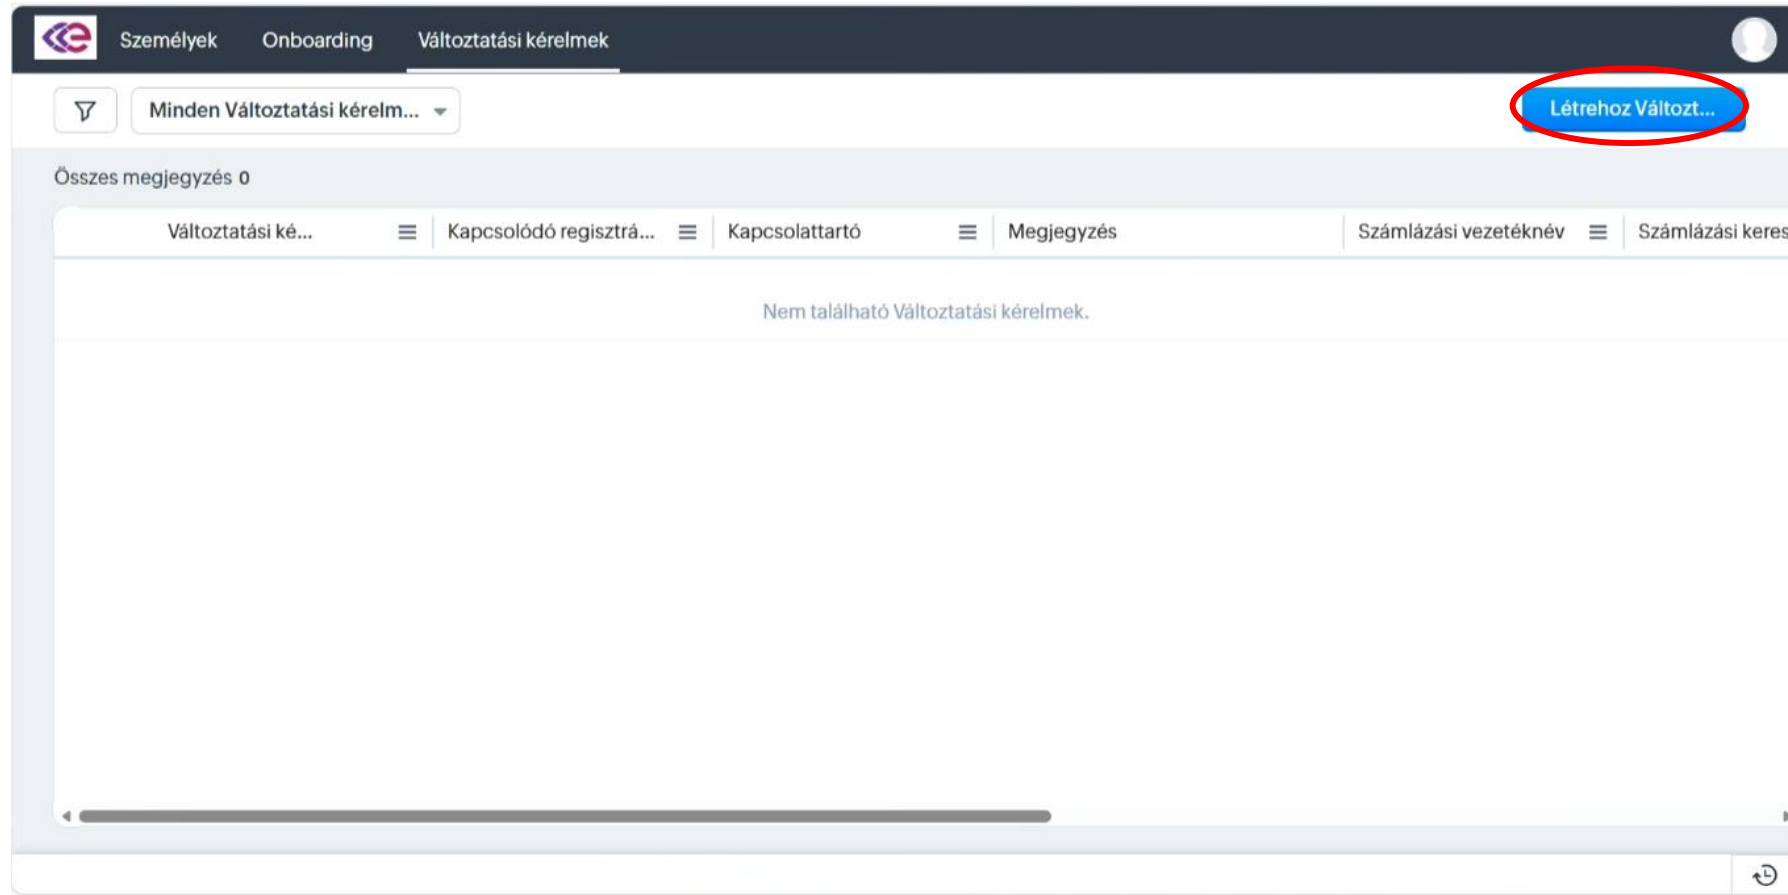 Személyek Onboarding Változtatási kérelmek
Minden Változtatási kérelm... Létrehoz Változt...
Összes megjegyzés 0
Változtatási ké... Kapcsolódó regisztrá... Kapcsolattartó Megjegyzés Számlázási vezetéknév Számlázási keres
Nem található Változtatási kérelmek.